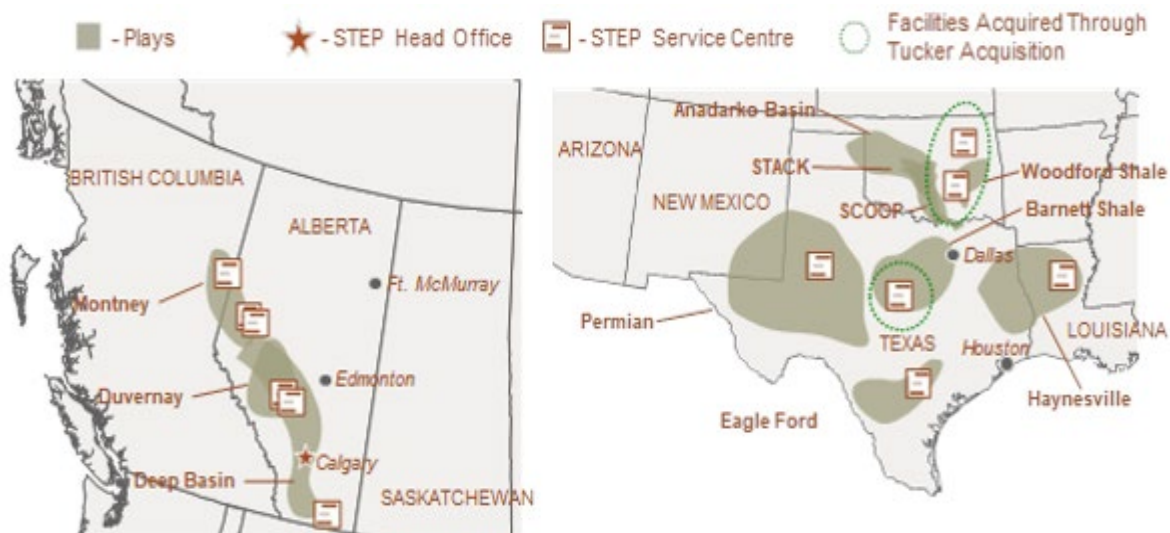 - Plays
- STEP Head Office
- STEP Service Centre
Facilities Acquired Through
Tucker Acquisition
BRITISH COLUMBIA
ALBERTA
Ft. McMurray
Montney
Edmonton
Duvernay
Calgary
Deep Basin
SASKATCHEWAN
Anadarko Basin
ARIZONA
STACK
Woodford Shale
NEW MEXICO
SCOOP
Barnett Shale
Dallas
Permian
TEXAS
LOUISIANA
Houston
Haynesville
Eagle Ford